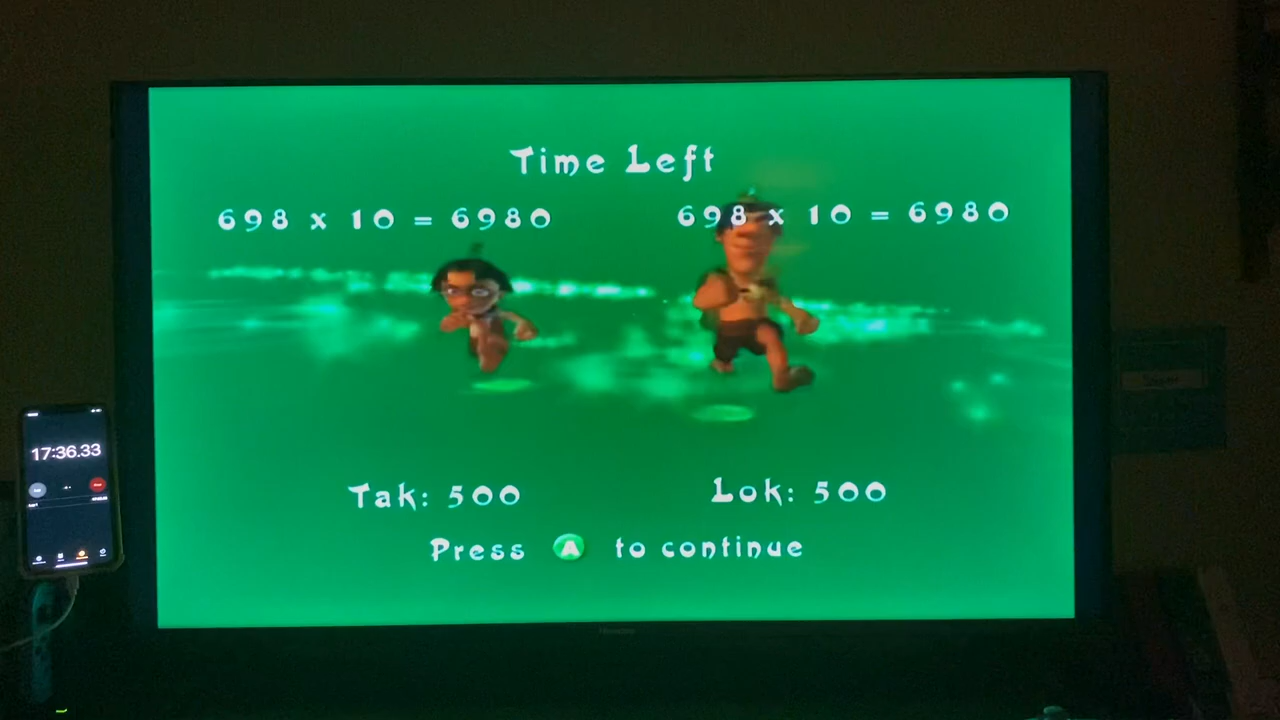 Time Left
698 x 10 = 6980 698 x 10 = 6980
Tak: 500 Lok: 500
Press A to continue
17:36.33